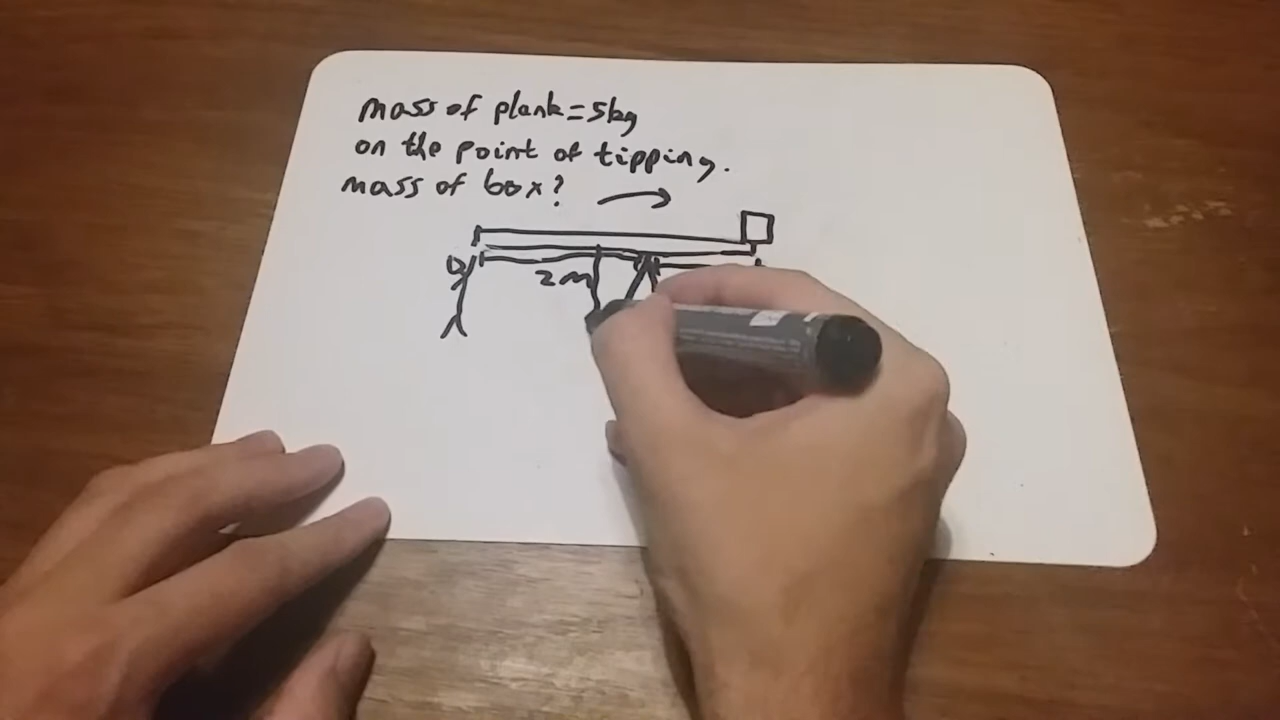 mass of plank=5kg
on the point of tipping.
mass of box?
2m